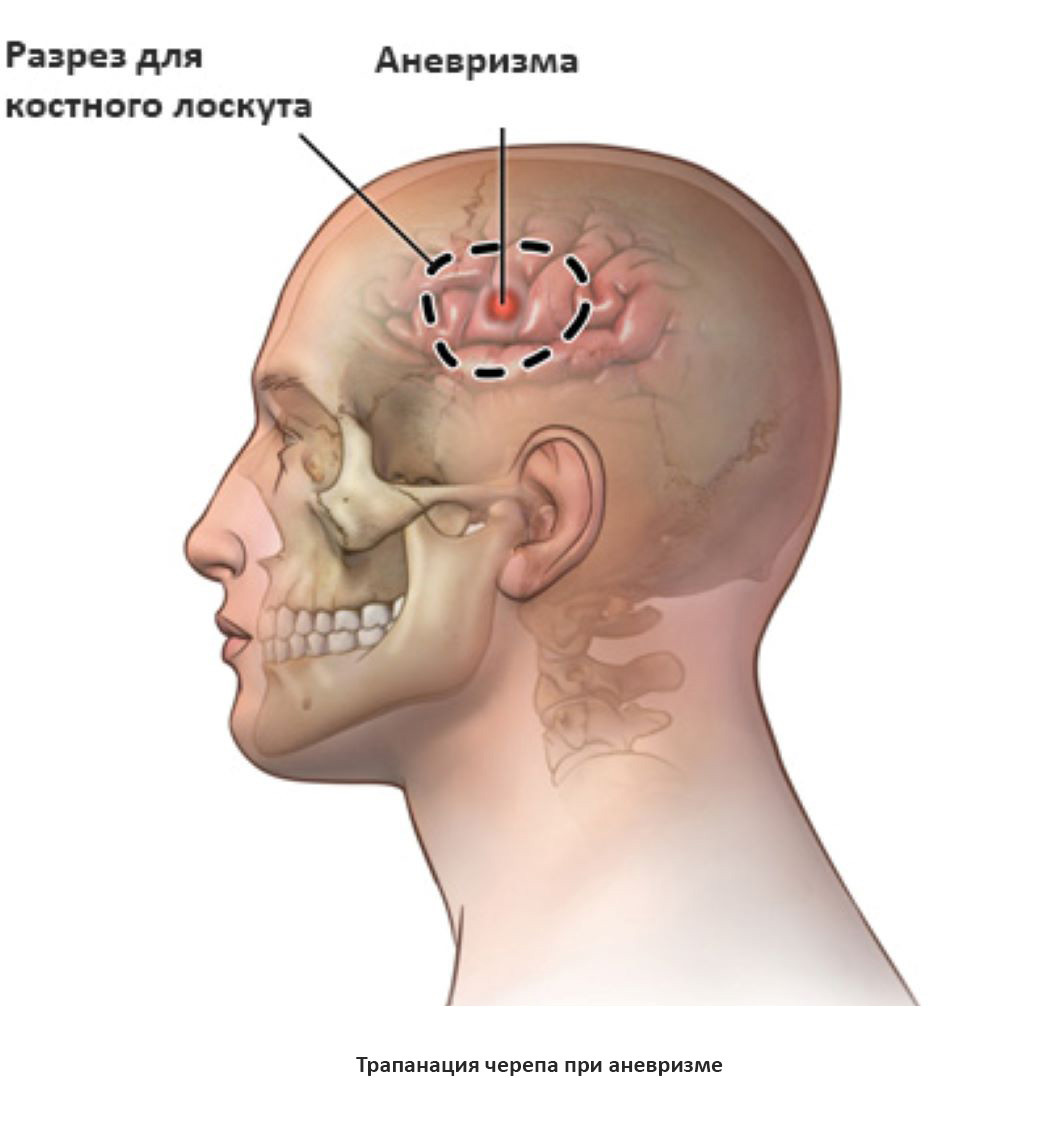 Разрез для
костного лоскута
Аневризма
Трапанация черепа при аневризме